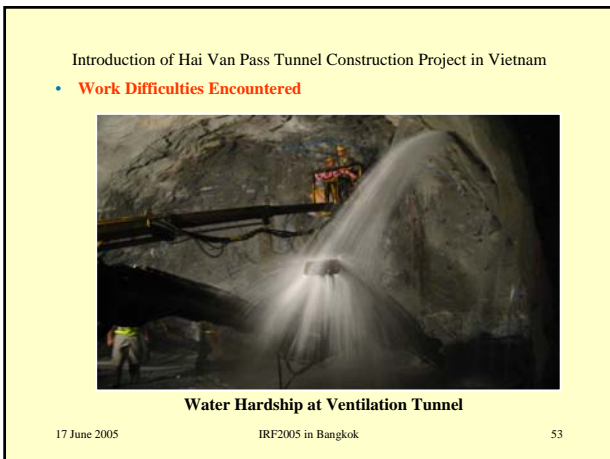 Introduction of Hai Van Pass Tunnel Construction Project in Vietnam
• Work Difficulties Encountered
Water Hardship at Ventilation Tunnel
17 June 2005 IRF2005 in Bangkok 53